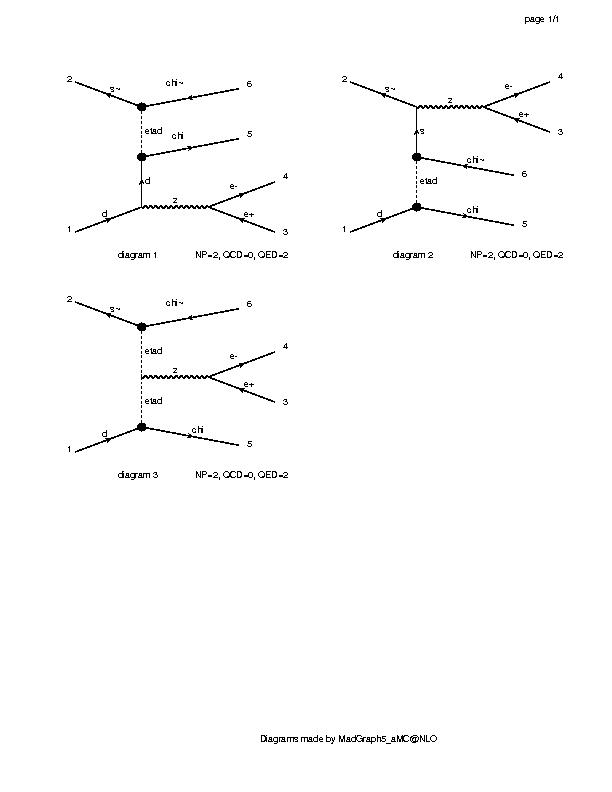 page 1/1
2 s~ chi~ 6
etad
chi 5
d
z e- 4
1 d e+ 3
diagram 1 NP=2, QCD=0, QED=2
2 s~ z e- 4
e+ 3
s
chi~ 6
etad
1 d chi 5
diagram 2 NP=2, QCD=0, QED=2
2 s~ chi~ 6
etad
z e- 4
etad e+ 3
1 d chi 5
diagram 3 NP=2, QCD=0, QED=2
Diagrams made by MadGraph5_aMC@NLO